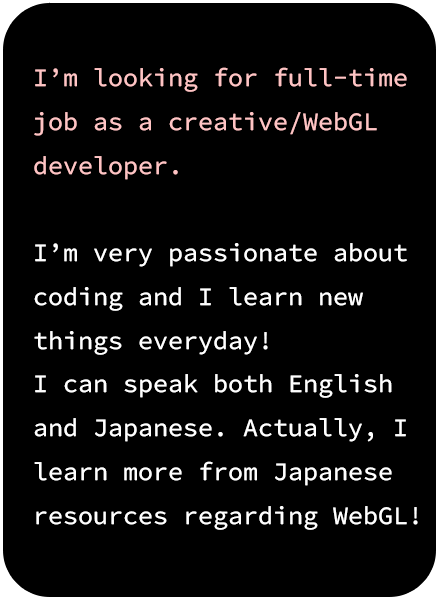 I’m looking for full-time
job as a creative/WebGL
developer.
I’m very passionate about
coding and I learn new
things everyday!
I can speak both English
and Japanese. Actually, I
learn more from Japanese
resources regarding WebGL!